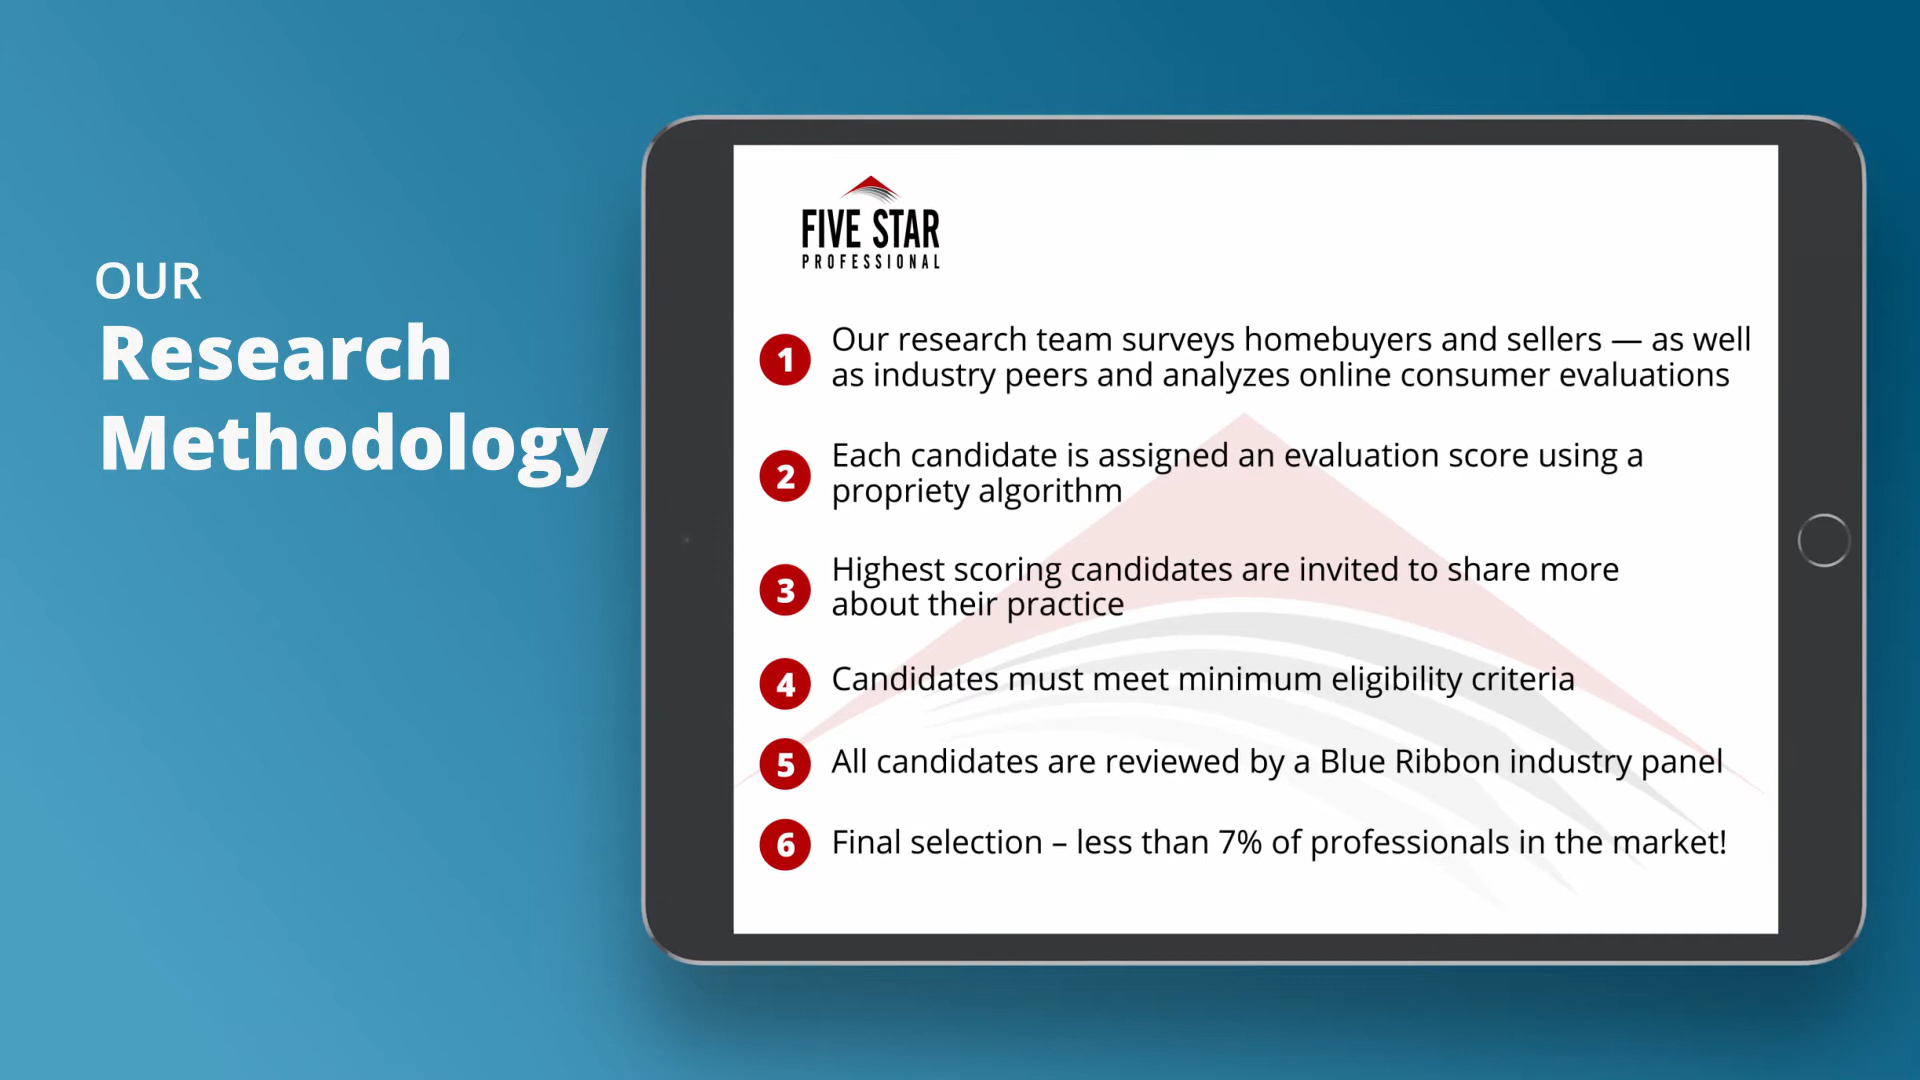 OUR
Research
Methodology
FIVE STAR
PROFESSIONAL
1 Our research team surveys homebuyers and sellers — as well
as industry peers and analyzes online consumer evaluations
2 Each candidate is assigned an evaluation score using a
propriety algorithm
3 Highest scoring candidates are invited to share more
about their practice
4 Candidates must meet minimum eligibility criteria
5 All candidates are reviewed by a Blue Ribbon industry panel
6 Final selection – less than 7% of professionals in the market!